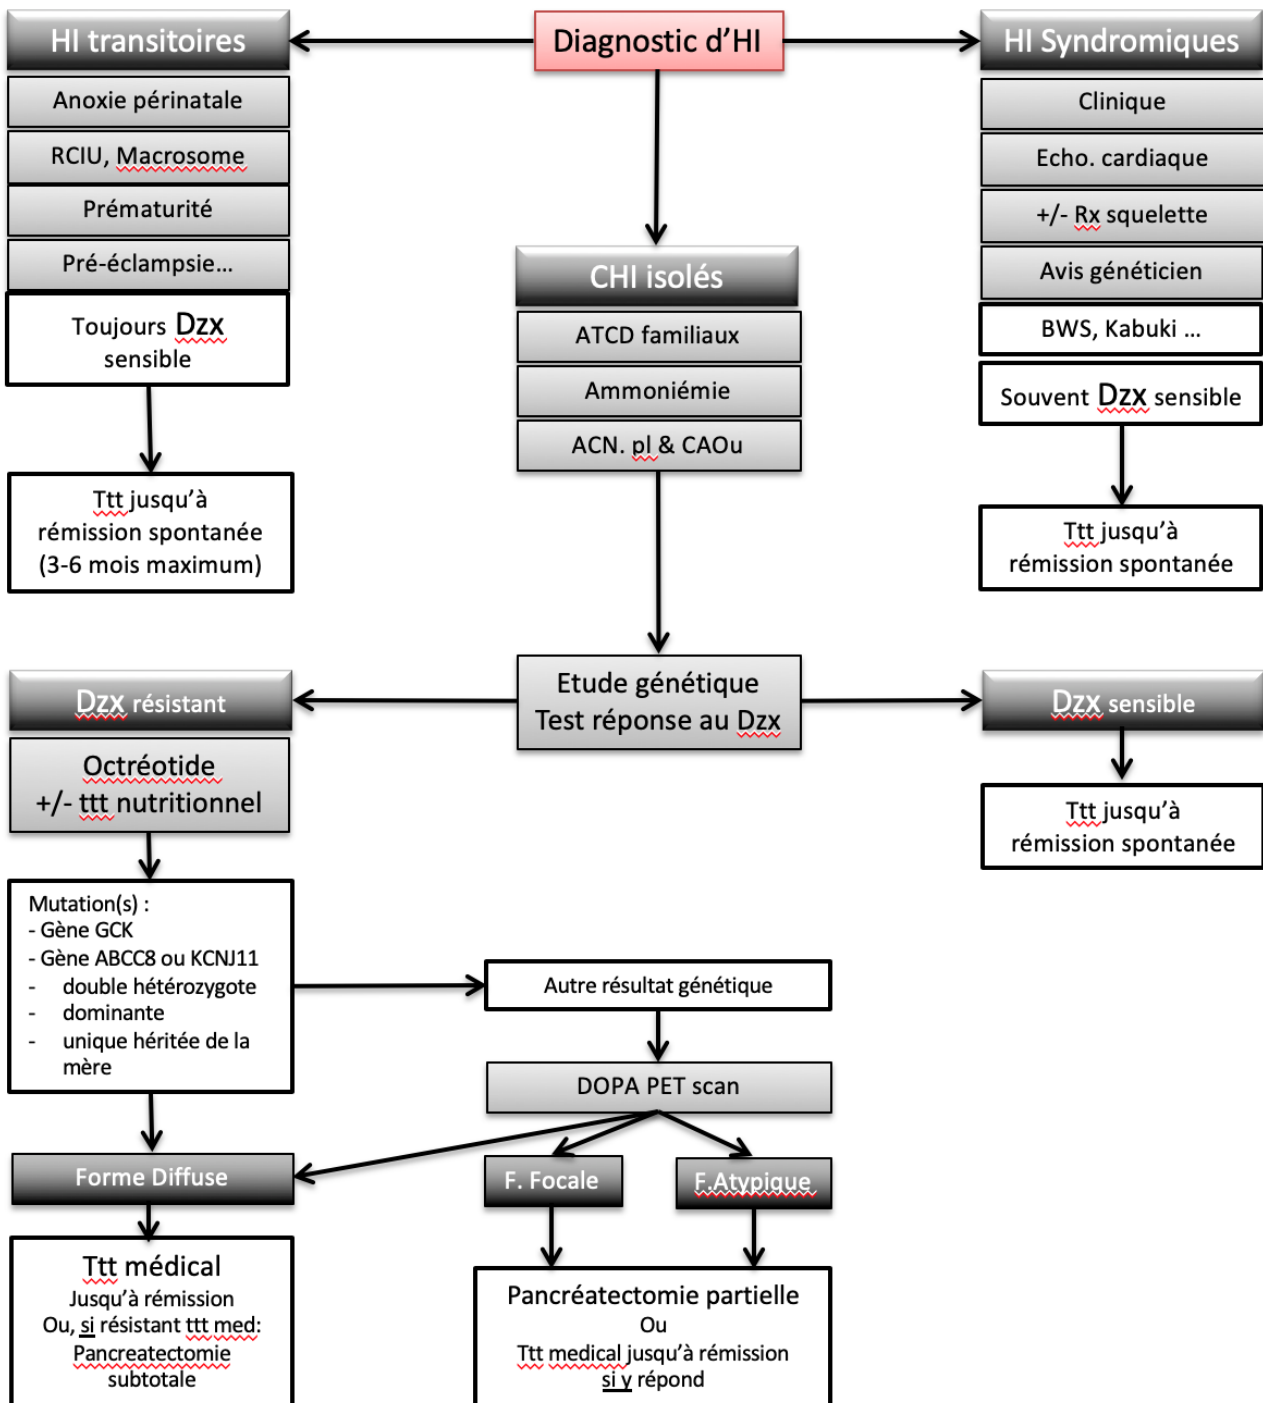 Diagnostic d'HI
HI transitoires
Anoxie périnatale
RCIU, Macrosome
Prématurité
Pré-éclampsie...
Toujours Dzx
sensible
Ttt jusqu'à
rémission spontanée
(3-6 mois maximum)
HI Syndromiques
Clinique
Echo. cardiaque
+/- Rx squelette
Avis généticien
BWS, Kabuki ...
Souvent Dzx sensible
Ttt jusqu'à
rémission spontanée
CHI isolés
ATCD familiaux
Ammoniémie
ACN. pl & CAOu
Etude génétique
Test réponse au Dzx
Dzx résistant
Octréotide
+/- ttt nutritionnel
Mutation(s) :
- Gène GCK
- Gène ABCC8 ou KCNJ11
- double hétérozygote
- dominante
- unique héritée de la
mère
Dzx sensible
Ttt jusqu'à
rémission spontanée
Autre résultat génétique
DOPA PET scan
Forme Diffuse
F. Focale
F.Atypique
Ttt médical
Jusqu'à rémission
Ou, si résistant ttt med:
Pancreatectomie
subtotale
Pancréatectomie partielle
Ou
Ttt medical jusqu'à rémission
si y répond